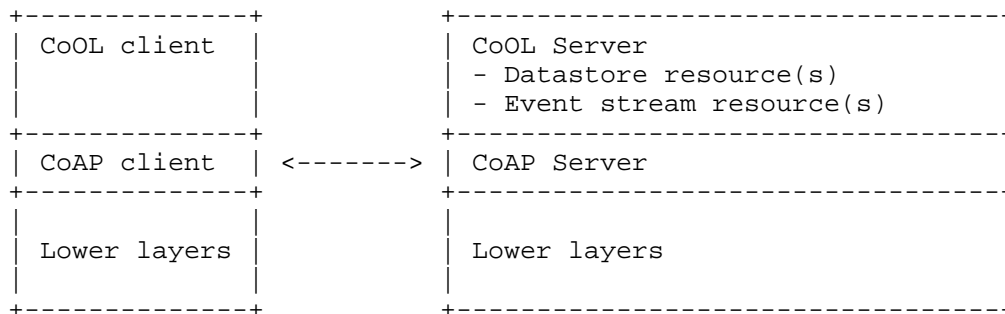 +--------------+           +----------------------------------
| CoOL client  |           | CoOL Server
|              |           | - Datastore resource(s)
|              |           | - Event stream resource(s)
+--------------+           +----------------------------------
| CoAP client  | <-------> | CoAP Server
+--------------+           +----------------------------------
|              |           |
| Lower layers |           | Lower layers
|              |           |
+--------------+           +----------------------------------